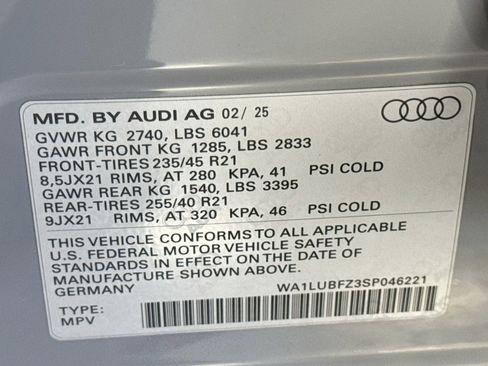 MFD. BY AUDI AG 02/ 25
GVWR KG 2740, LBS 6041
GAWR FRONT KG 1285, LBS 2833
FRONT-TIRES 235/45 R21
8,5JX21 RIMS, AT 280 KPA, 41 PSI COLD
GAWR REAR KG 1540, LBS 3395
REAR-TIRES 255/40 R21
9JX21 RIMS, AT 320 KPA, 46 PSI COLD
THIS VEHICLE CONFORMS TO ALL APPLICABLE
U.S. FEDERAL MOTOR VEHICLE SAFETY
STANDARDS IN EFFECT ON THE DATE OF
MANUFACTURE SHOWN ABOVE.
GERMANY WA1LUBFZ3SP046221
TYPE:
MPV